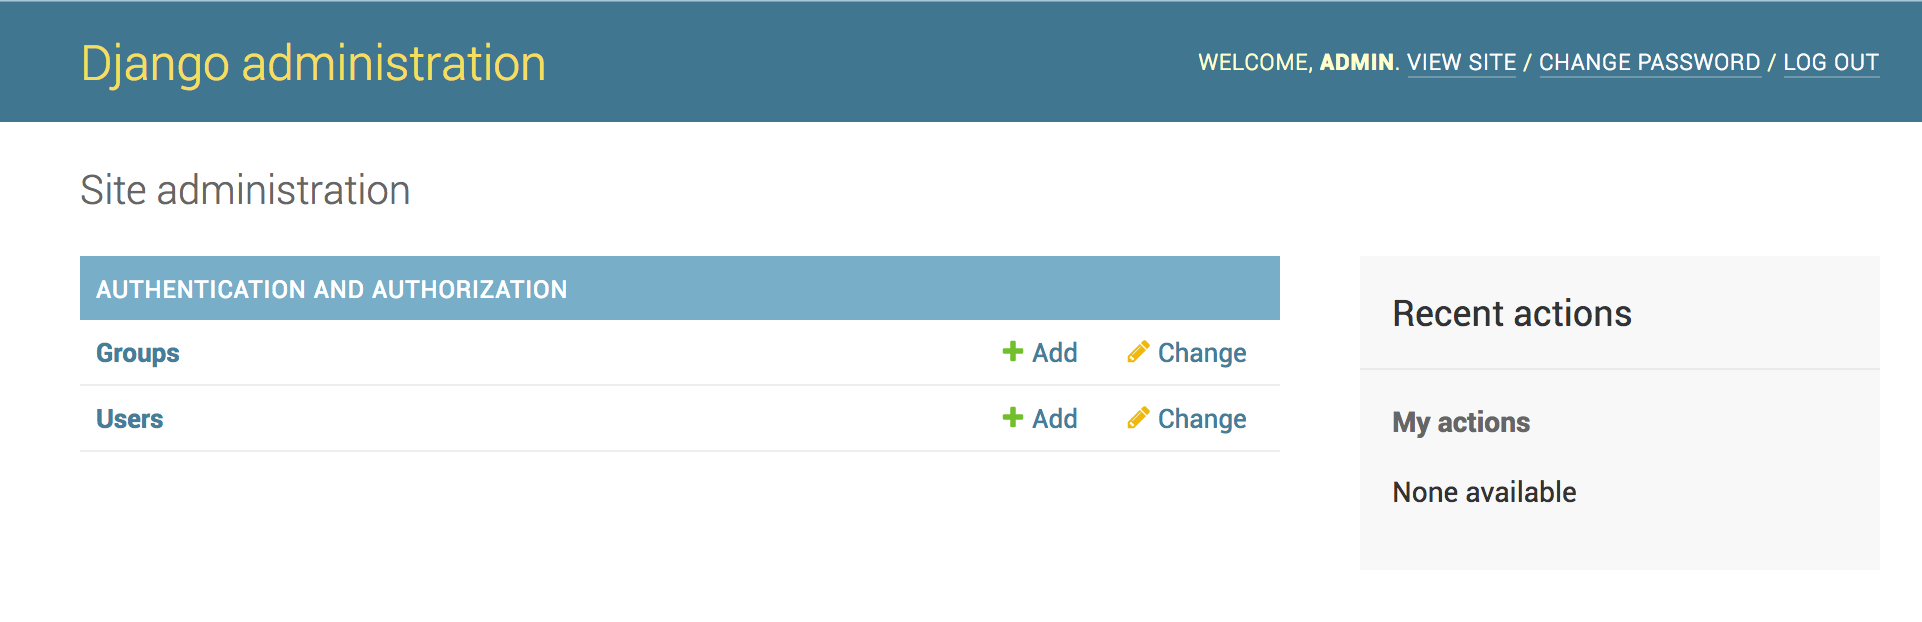 Django administration
WELCOME, ADMIN. VIEW SITE / CHANGE PASSWORD / LOG OUT
Site administration
AUTHENTICATION AND AUTHORIZATION
Groups Add Change
Users Add Change
Recent actions
My actions
None available